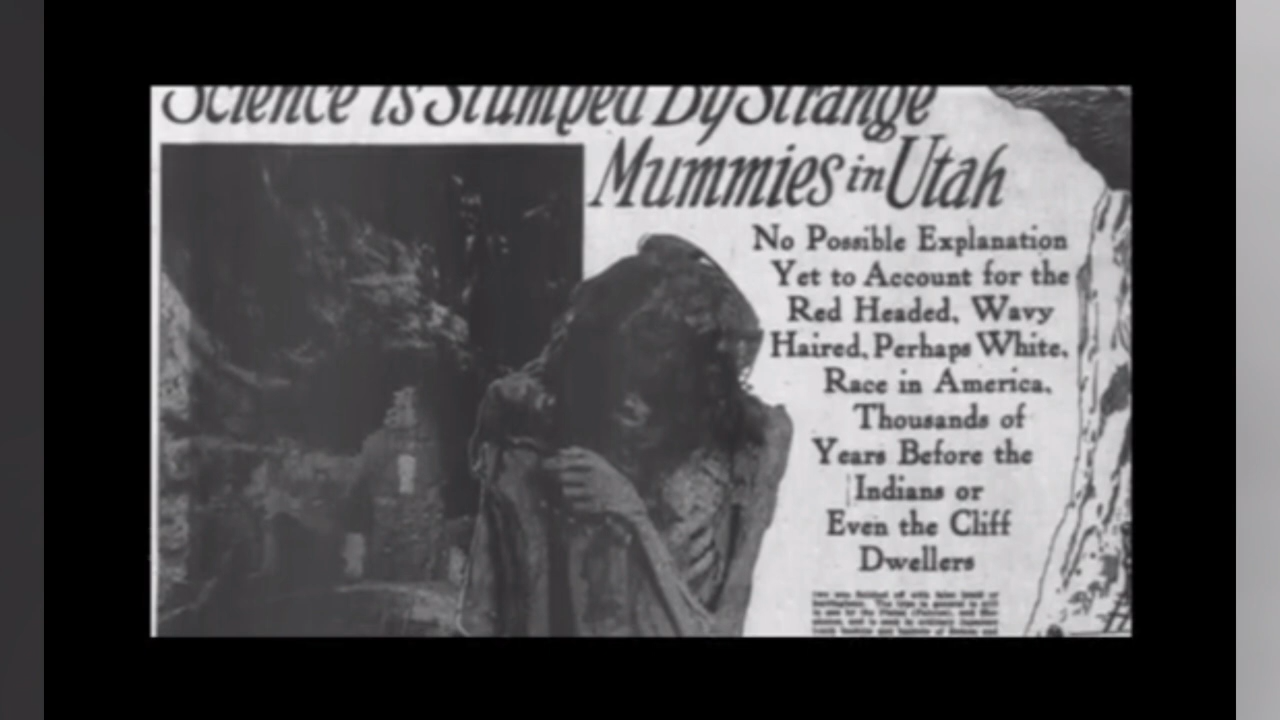 Science is Stumped By Strange
Mummies in Utah
No Possible Explanation
Yet to Account for the
Red Headed, Wavy
Haired, Perhaps White,
Race in America,
Thousands of
Years Before the
Indians or
Even the Cliff
Dwellers